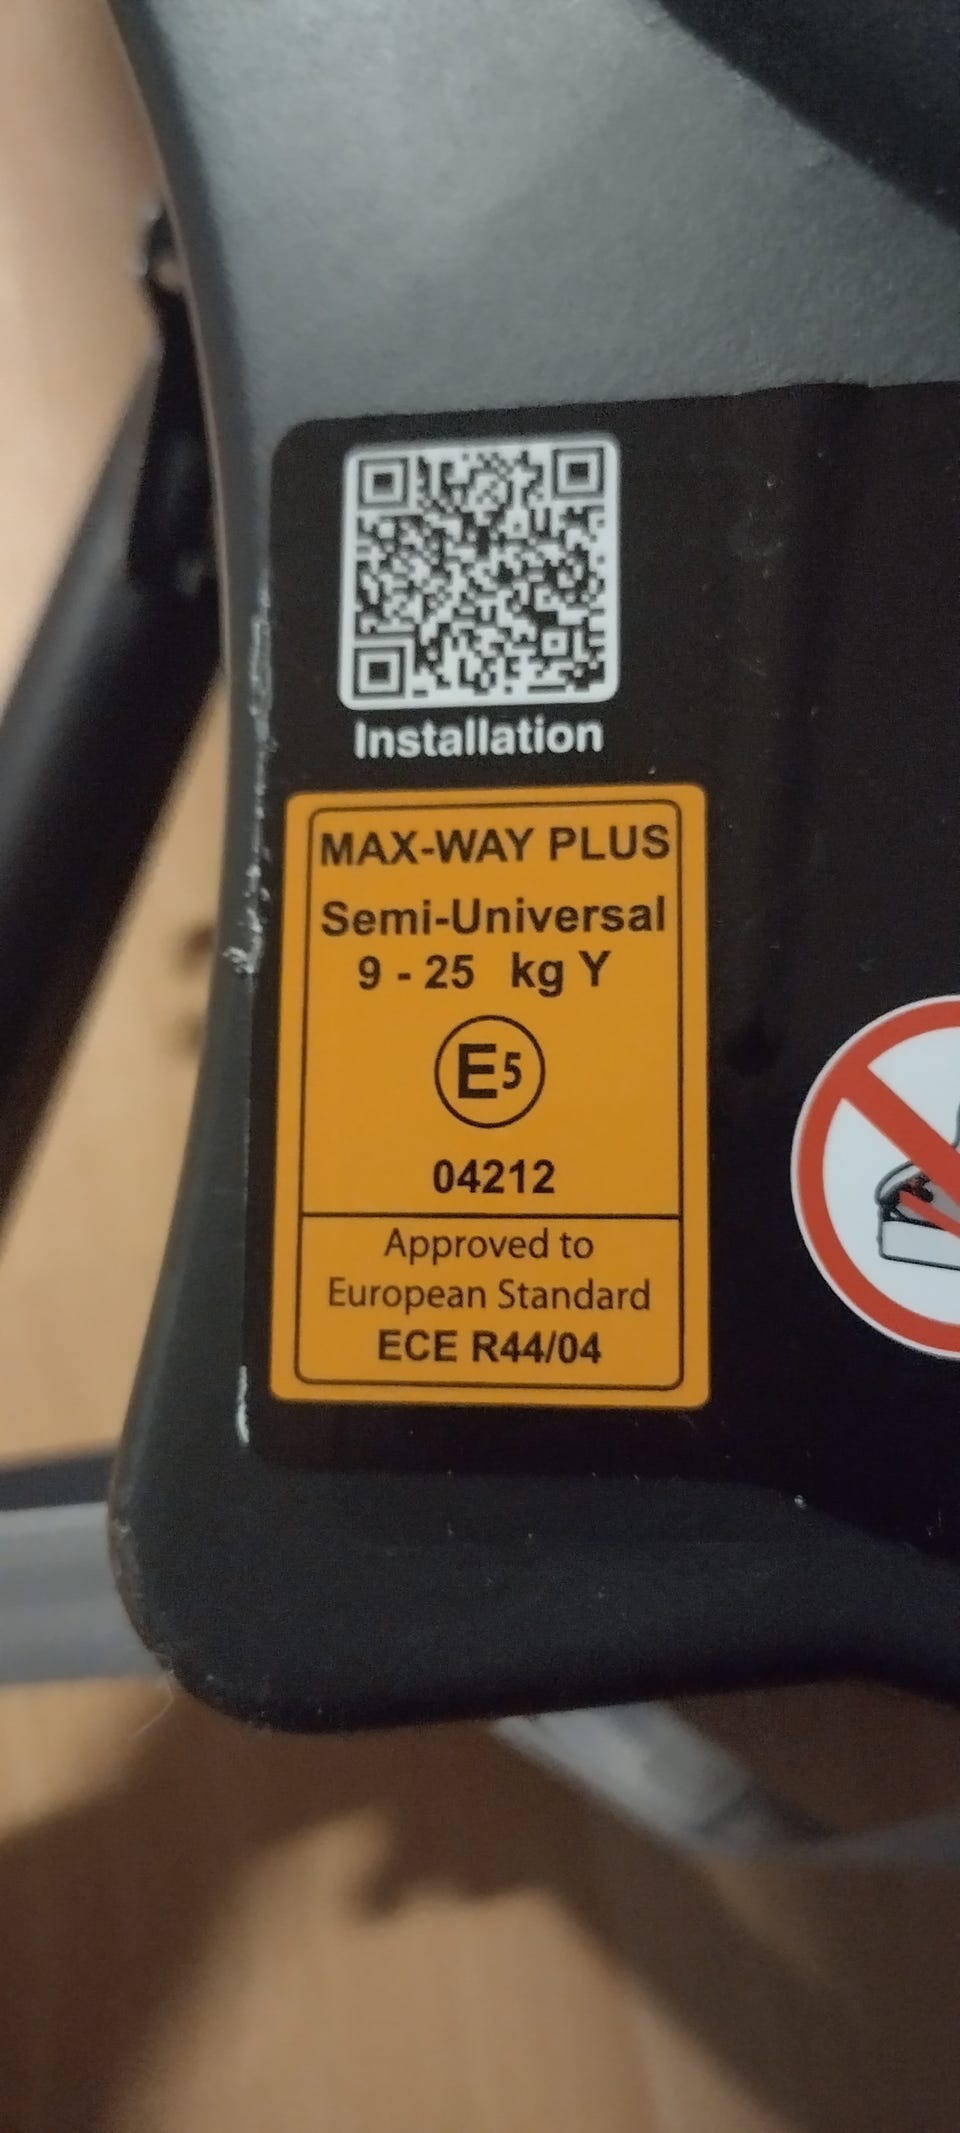 Installation
MAX-WAY PLUS
Semi-Universal
9 - 25 kg Y
E5
04212
Approved to
European Standard
ECE R44/04